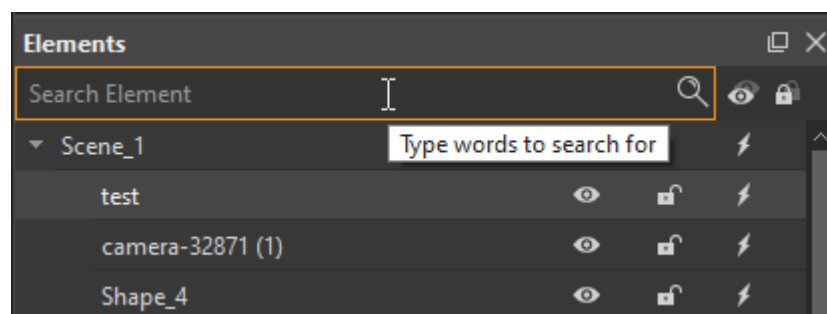 Elements
Search Element
Scene_1
Type words to search for
test
camera-32871 (1)
Shape_4